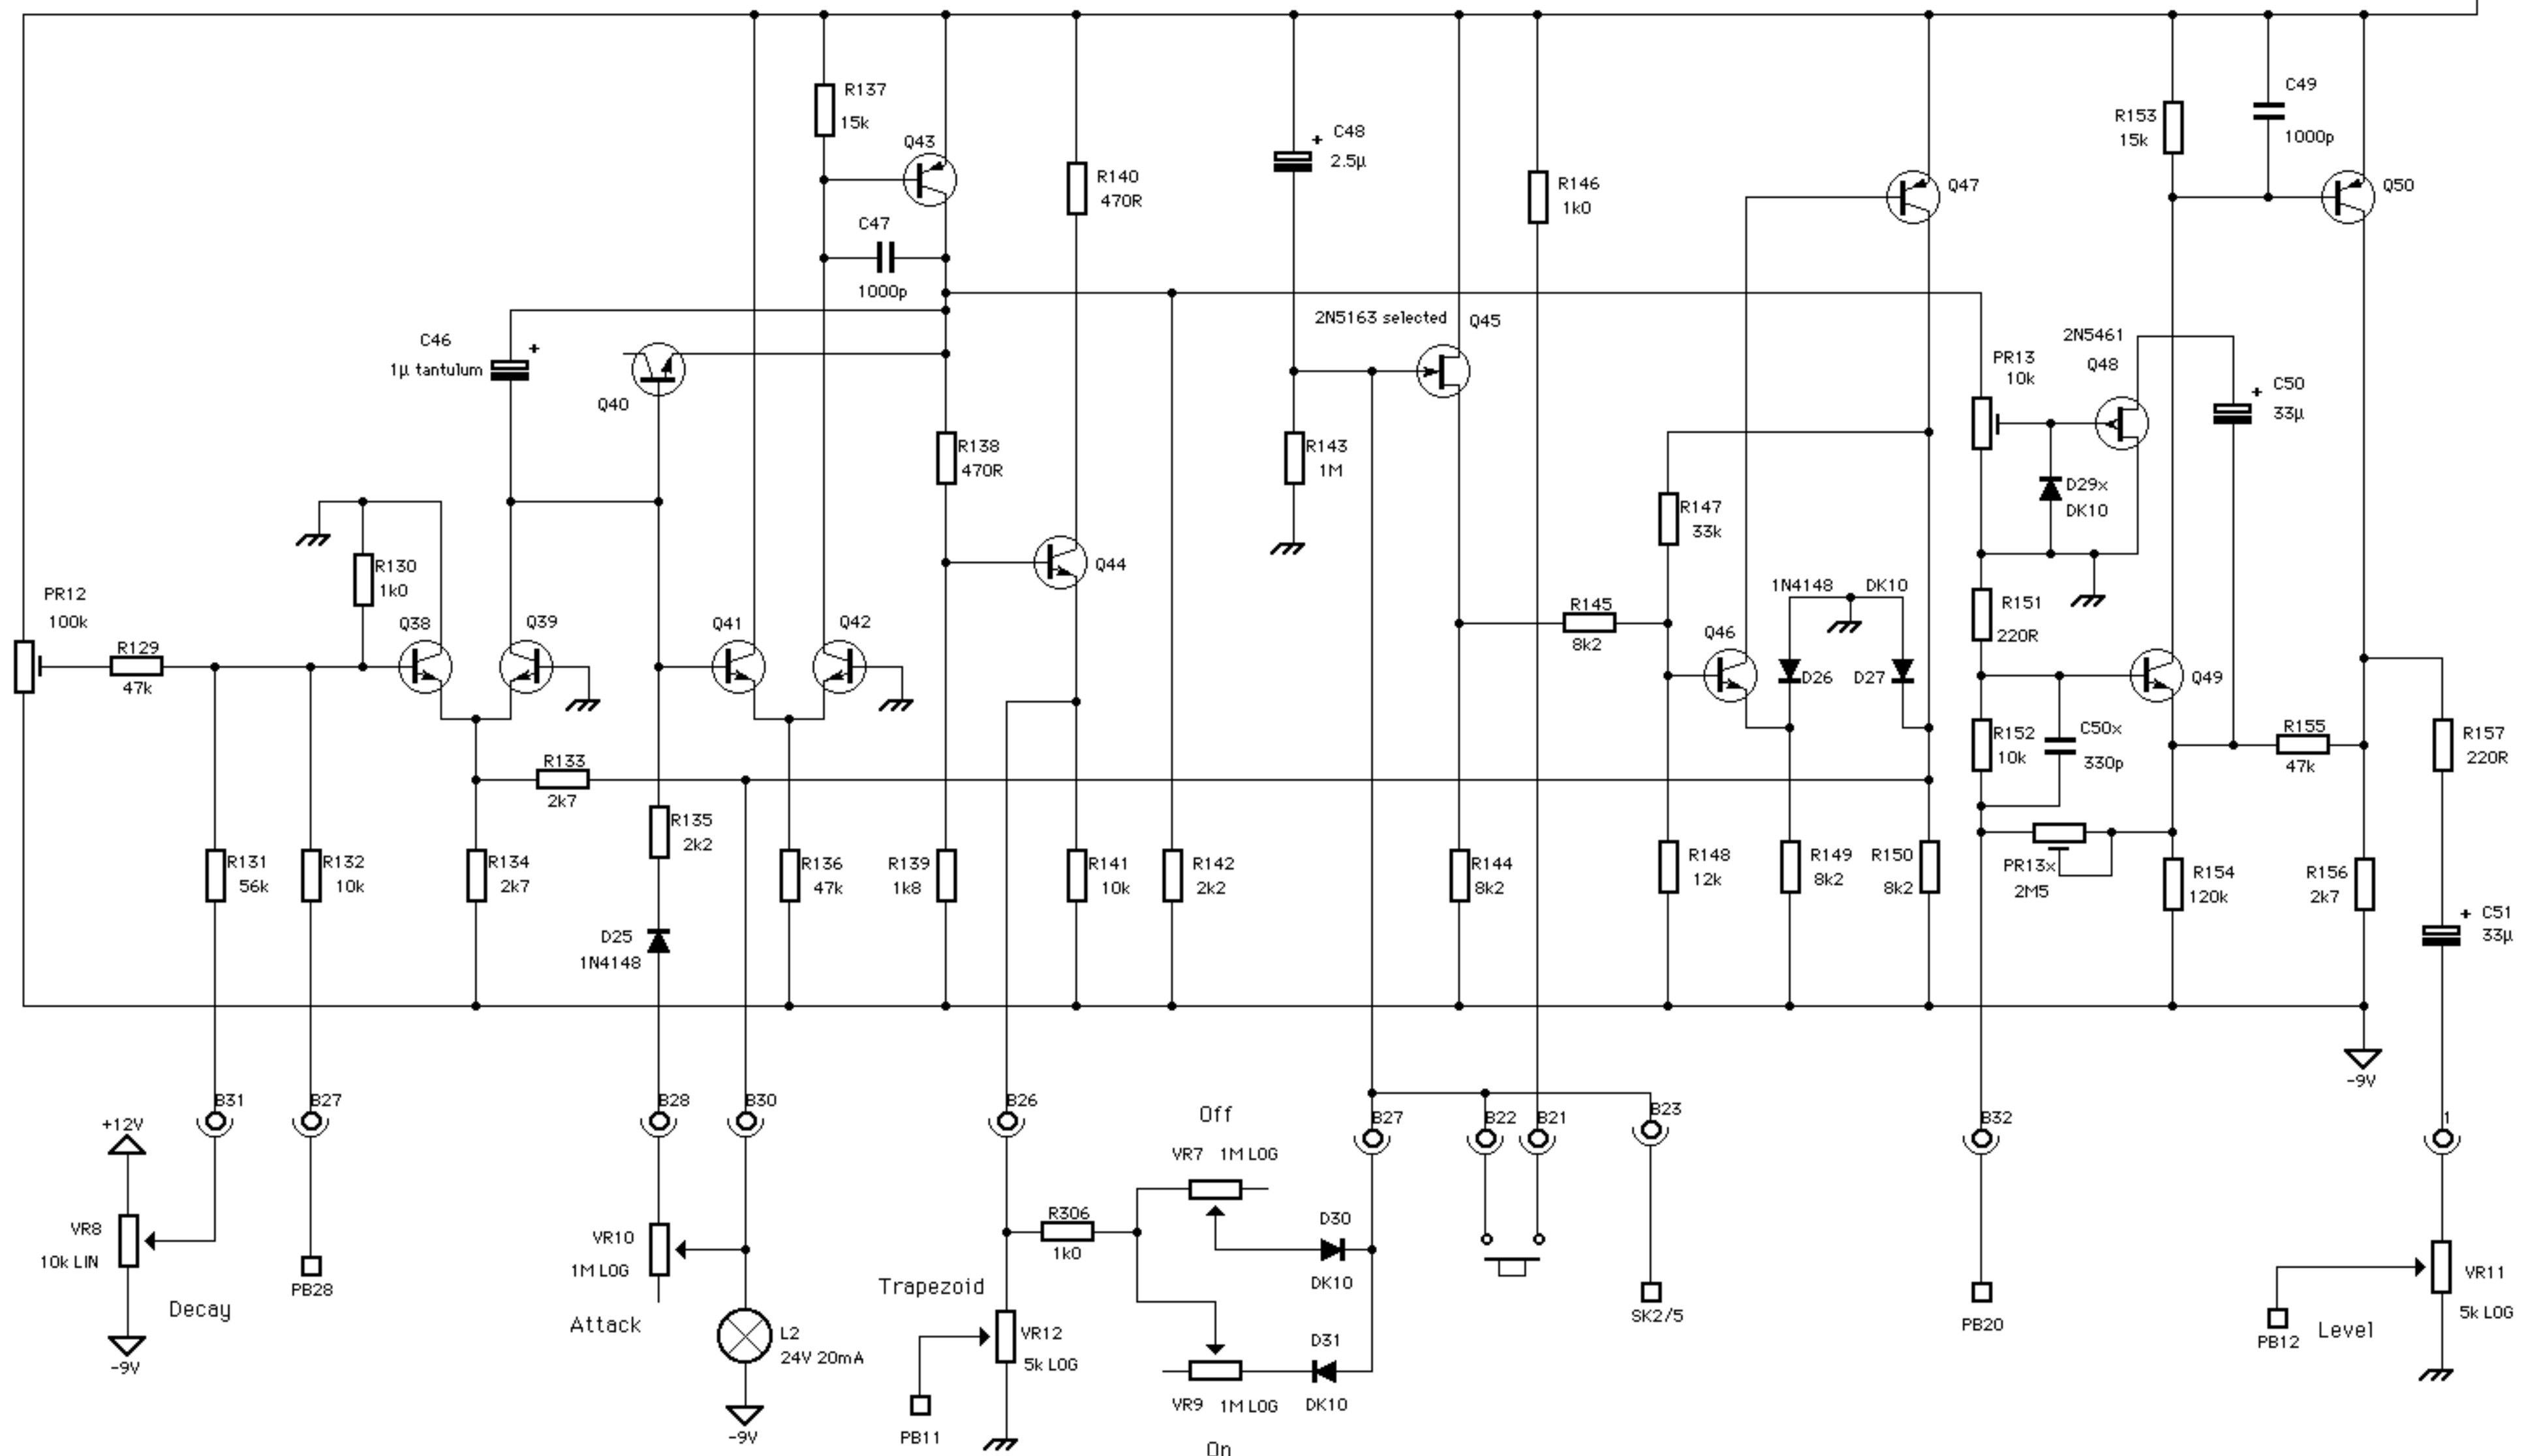 R137
15k
Q43
C47
1000p
C46
1µ tantulum
Q40
R138
470R
R140
470R
C48
2.5µ
2N5163 selected
Q45
R143
1M
R146
1k0
Q47
R153
15k
C49
1000p
Q50
2N5461
Q48
PR13
10k
C50
33µ
D29x
DK10
R147
33k
1N4148
DK10
R145
8k2
Q46
D26
D27
R151
220R
Q49
R152
10k
C50x
330p
R155
47k
R157
220R
PR12
100k
R129
47k
R130
1k0
Q38
Q39
Q41
Q42
Q44
R133
2k7
R135
2k2
R131
56k
R132
10k
R134
2k7
R136
47k
R139
1k8
R141
10k
R142
2k2
R144
8k2
R148
12k
R149
8k2
R150
8k2
PR13x
2M5
R154
120k
R156
2k7
C51
33µ
D25
1N4148
-9V
B31
B27
B28
B30
B26
B27
B22
B21
B23
B32
1
+12V
VR8
10k LIN
-9V
Decay
PB28
VR10
1M LOG
Attack
L2
24V 20mA
-9V
Trapezoid
PB11
VR12
5k LOG
R306
1k0
Off
VR7 1M LOG
D30
DK10
D31
DK10
VR9 1M LOG
On
SK2/5
PB20
PB12
Level
VR11
5k LOG